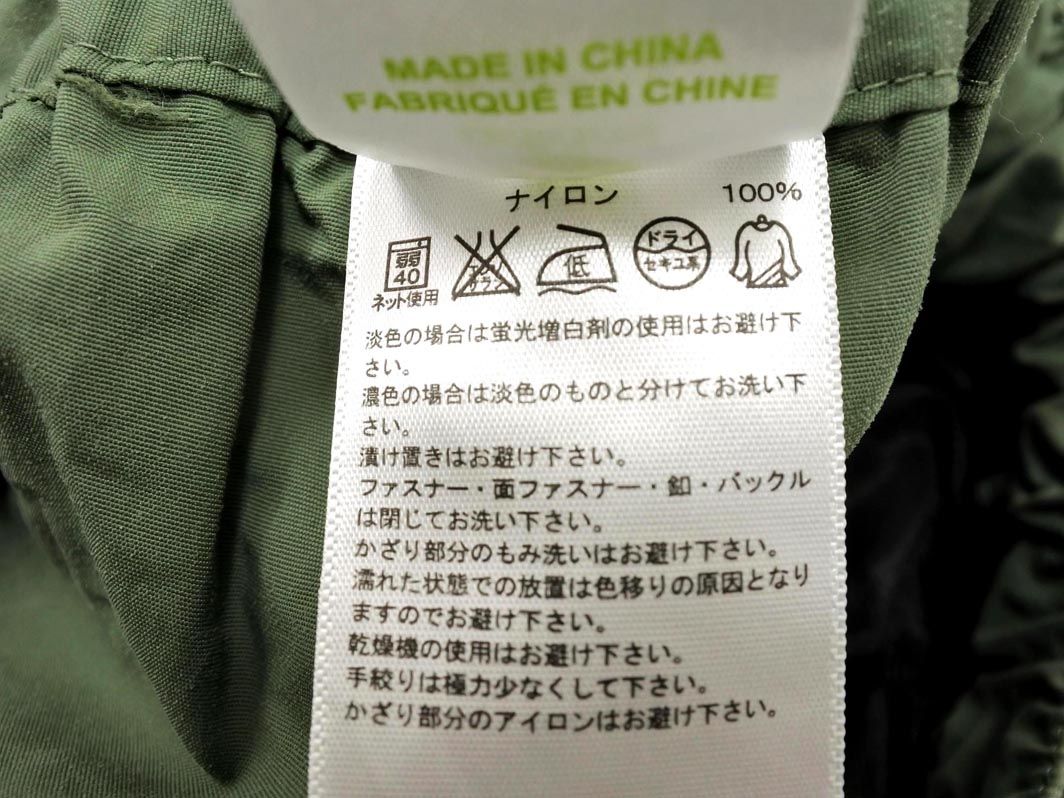 MADE IN CHINA
FABRIQUÉ EN CHINE
ナイロン 100%
弱 40 エンソ サラシ 低 ドライ セキユ系
ネット使用
淡色の場合は蛍光増白剤の使用はお避け下
さい。
濃色の場合は淡色のものと分けてお洗い下
さい。
漬け置きはお避け下さい。
ファスナー・面ファスナー・釦・バックル
は閉じてお洗い下さい。
かざり部分のもみ洗いはお避け下さい。
濡れた状態での放置は色移りの原因となり
ますのでお避け下さい。
乾燥機の使用はお避け下さい。
手絞りは極力少なくして下さい。
かざり部分のアイロンはお避け下さい。